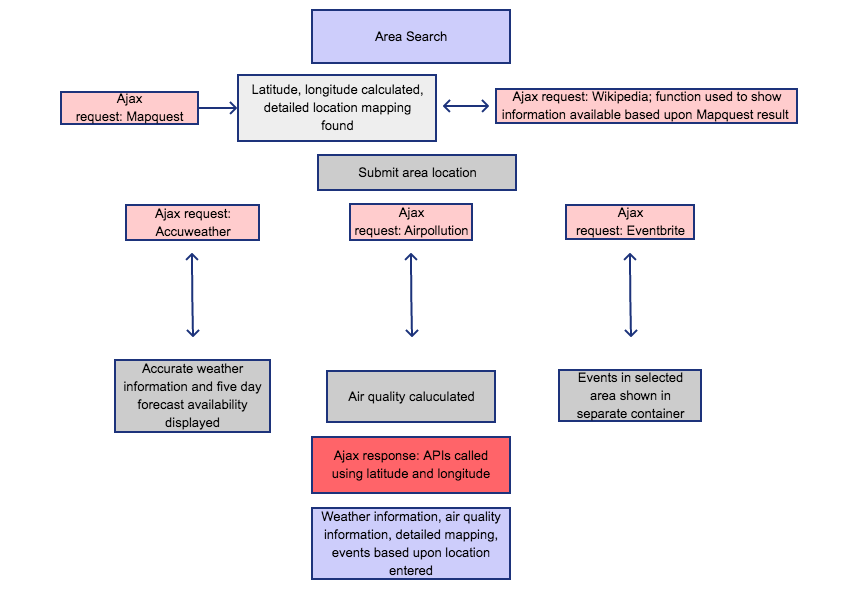 Area Search
Ajax
request: Mapquest
Latitude, longitude calculated,
detailed location mapping
found
Ajax request: Wikipedia; function used to show
information available based upon Mapquest result
Submit area location
Ajax request:
Accuweather
Ajax
request: Airpollution
Ajax
request: Eventbrite
Accurate weather
information and five day
forecast availability
displayed
Air quality caluculated
Events in selected
area shown in
separate container
Ajax response: APIs called
using latitude and longitude
Weather information, air quality
information, detailed mapping,
events based upon location
entered